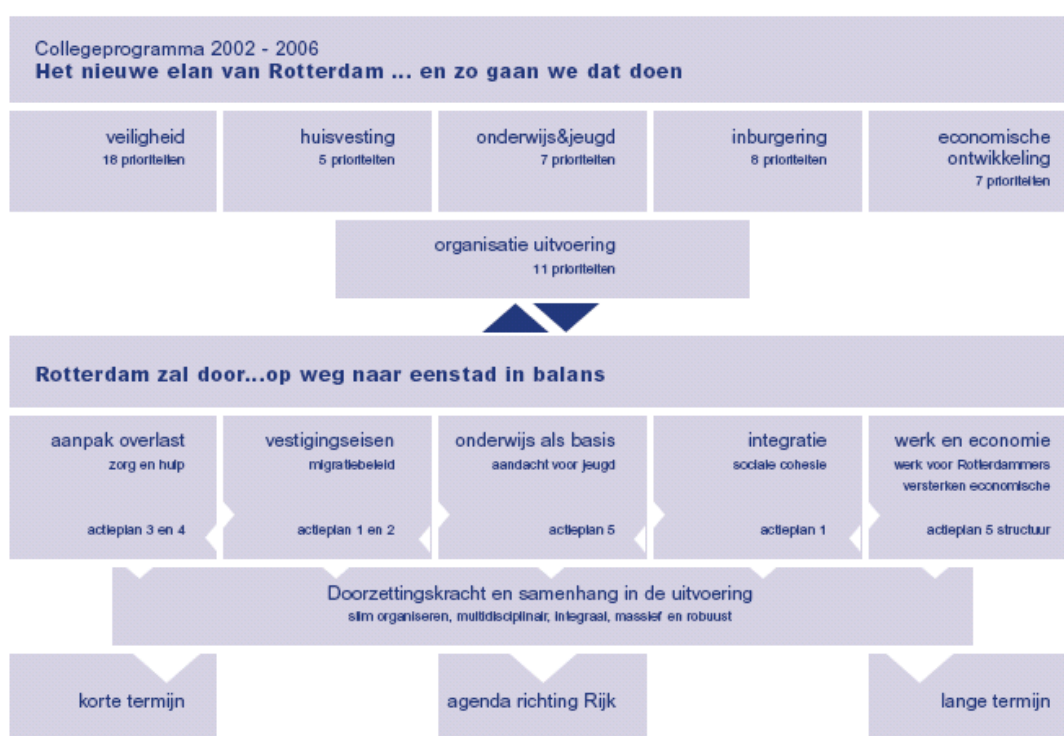 Collegeprogramma 2002 - 2006
Het nieuwe elan van Rotterdam ... en zo gaan we dat doen
veiligheid
18 prioriteiten
huisvesting
5 prioriteiten
onderwijs&jeugd
7 prioriteiten
inburgering
8 prioriteiten
economische
ontwikkeling
7 prioriteiten
organisatie uitvoering
11 prioriteiten
Rotterdam zal door...op weg naar eenstad in balans
aanpak overlast
zorg en hulp
actieplan 3 en 4
vestigingseisen
migratiebeleid
actieplan 1 en 2
onderwijs als basis
aandacht voor jeugd
actieplan 5
integratie
sociale cohesie
actieplan 1
werk en economie
werk voor Rotterdammers
versterken economische
actieplan 5 structuur
Doorzettingskracht en samenhang in de uitvoering
slim organiseren, multidisciplinair, integraal, massief en robuust
korte termijn
agenda richting Rijk
lange termijn